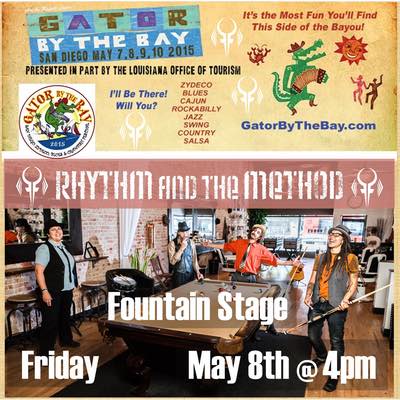 GATOR
BY THE BAY
SAN DIEGO MAY 7,8,9,10 2015
PRESENTED IN PART BY THE LOUISIANA OFFICE OF TOURISM
It's the Most Fun You'll Find
This Side of the Bayou!
I'll Be There!
Will You?
ZYDECO
BLUES
CAJUN
ROCKABILLY
JAZZ
SWING
COUNTRY
SALSA
GatorByTheBay.com
GATOR BY THE BAY
2015
RHYTHM AND THE METHOD
Fountain Stage
Friday
May 8th @ 4pm